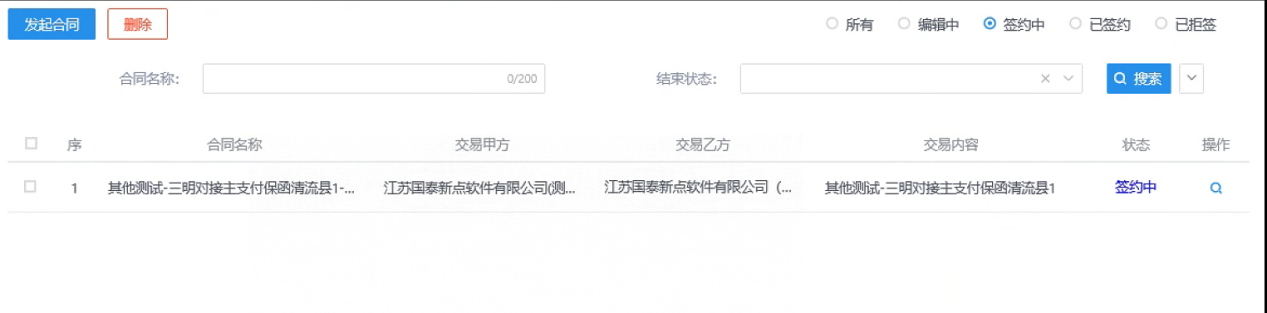 发起合同 删除 所有 编辑中 签约中 已签约 已拒签
合同名称: 0/200 结束状态: 搜索
序 合同名称 交易甲方 交易乙方 交易内容 状态 操作
1 其他测试-三明对接主支付保函清流县1-... 江苏国泰新点软件有限公司(测... 江苏国泰新点软件有限公司（... 其他测试-三明对接主支付保函清流县1 签约中